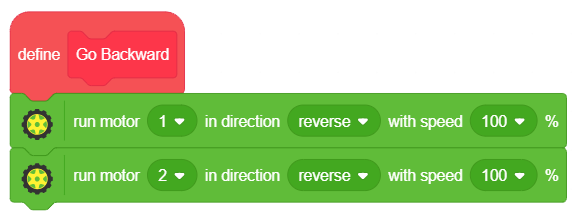 define Go Backward
run motor 1 in direction reverse with speed 100 %
run motor 2 in direction reverse with speed 100 %